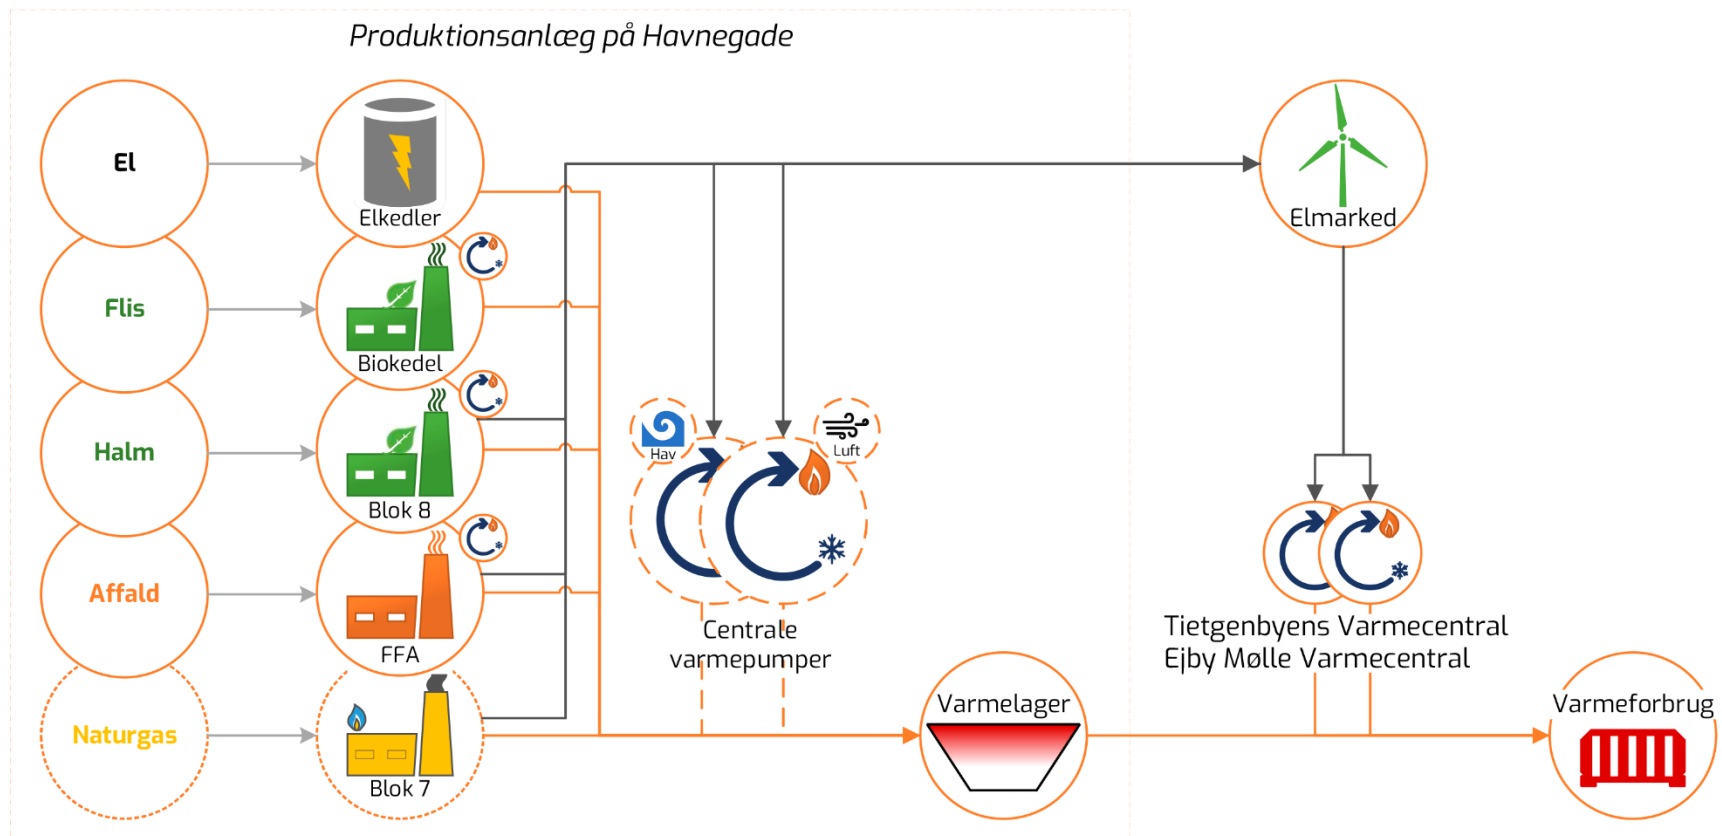 Produktionsanlæg på Havnegade
El
Elkedler
Elmarked
Flis
Biokedel
Halm
Blok 8
Hav
Luft
Affald
FFA
Centrale
varmepumper
Tietgenbyens Varmecentral
Ejby Mølle Varmecentral
Naturgas
Blok 7
Varmelager
Varmeforbrug